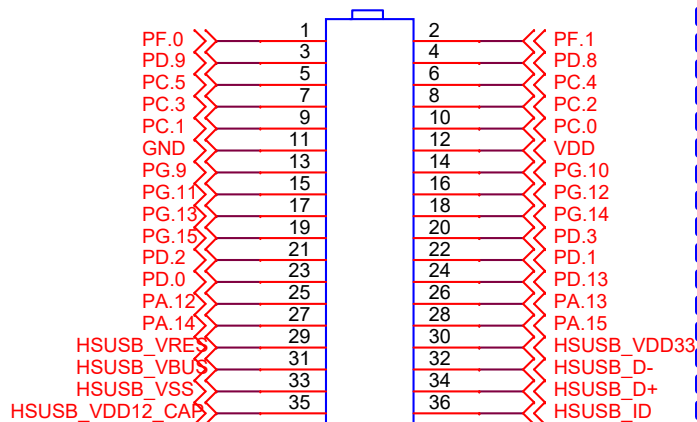 PF.0 1 2 PF.1
PD.9 3 4 PD.8
PC.5 5 6 PC.4
PC.3 7 8 PC.2
PC.1 9 10 PC.0
GND 11 12 VDD
PG.9 13 14 PG.10
PG.11 15 16 PG.12
PG.13 17 18 PG.14
PG.15 19 20 PD.3
PD.2 21 22 PD.1
PD.0 23 24 PD.13
PA.12 25 26 PA.13
PA.14 27 28 PA.15
HSUSB_VRES 29 30 HSUSB_VDD33
HSUSB_VBUS 31 32 HSUSB_D-
HSUSB_VSS 33 34 HSUSB_D+
HSUSB_VDD12_CAP 35 36 HSUSB_ID